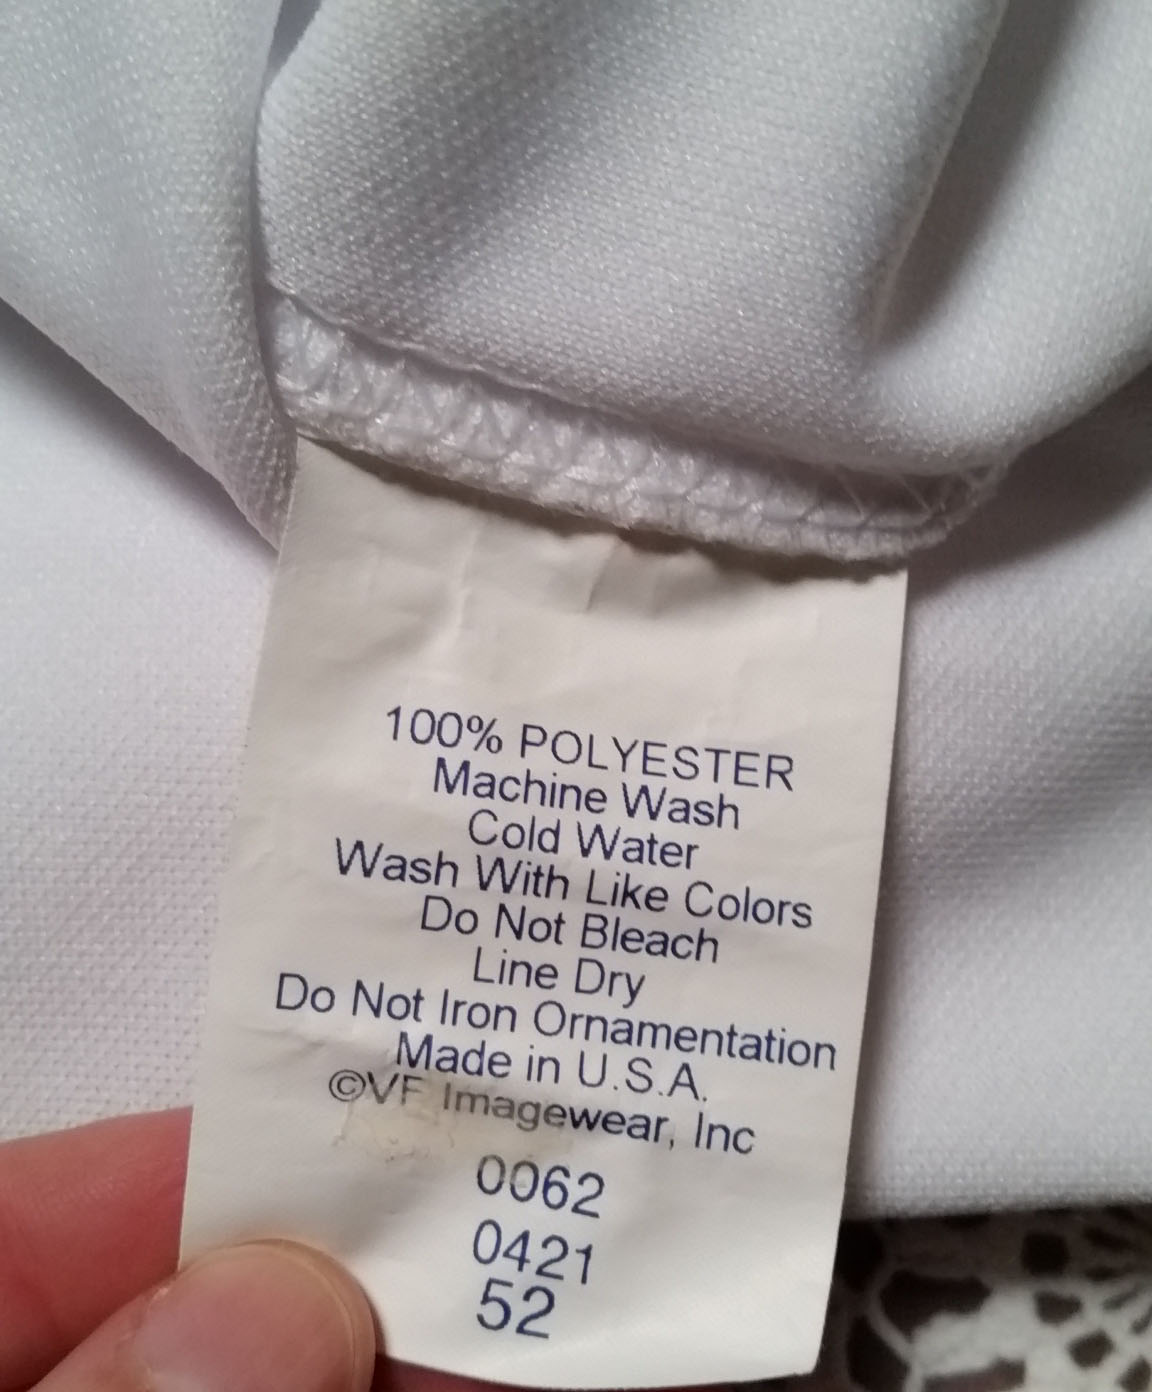 100% POLYESTER
Machine Wash
Cold Water
Wash With Like Colors
Do Not Bleach
Line Dry
Do Not Iron Ornamentation
Made in U.S.A.
©VF Imagewear, Inc
0062
0421
52